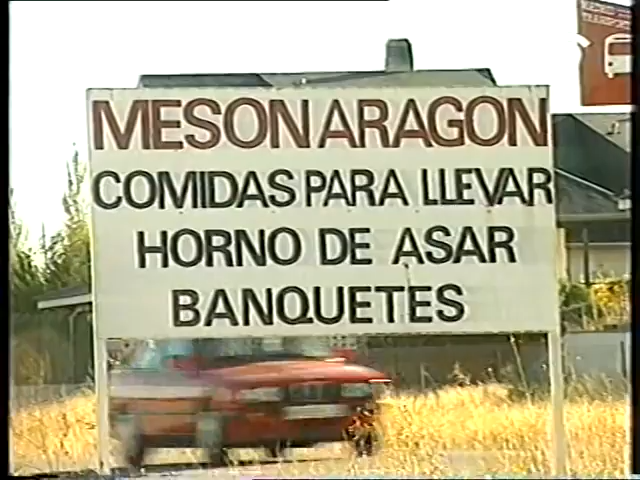 MESON ARAGON
COMIDAS PARA LLEVAR
HORNO DE ASAR
BANQUETES